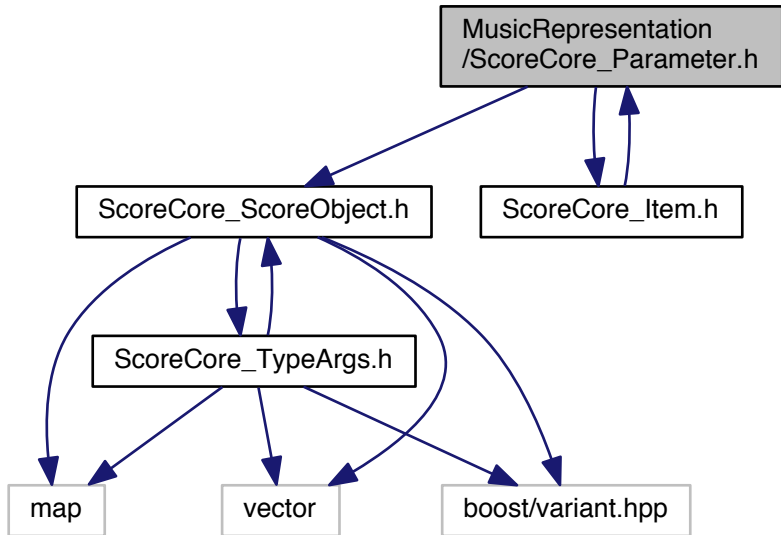 MusicRepresentation
/ScoreCore_Parameter.h
ScoreCore_ScoreObject.h
ScoreCore_Item.h
ScoreCore_TypeArgs.h
map
vector
boost/variant.hpp